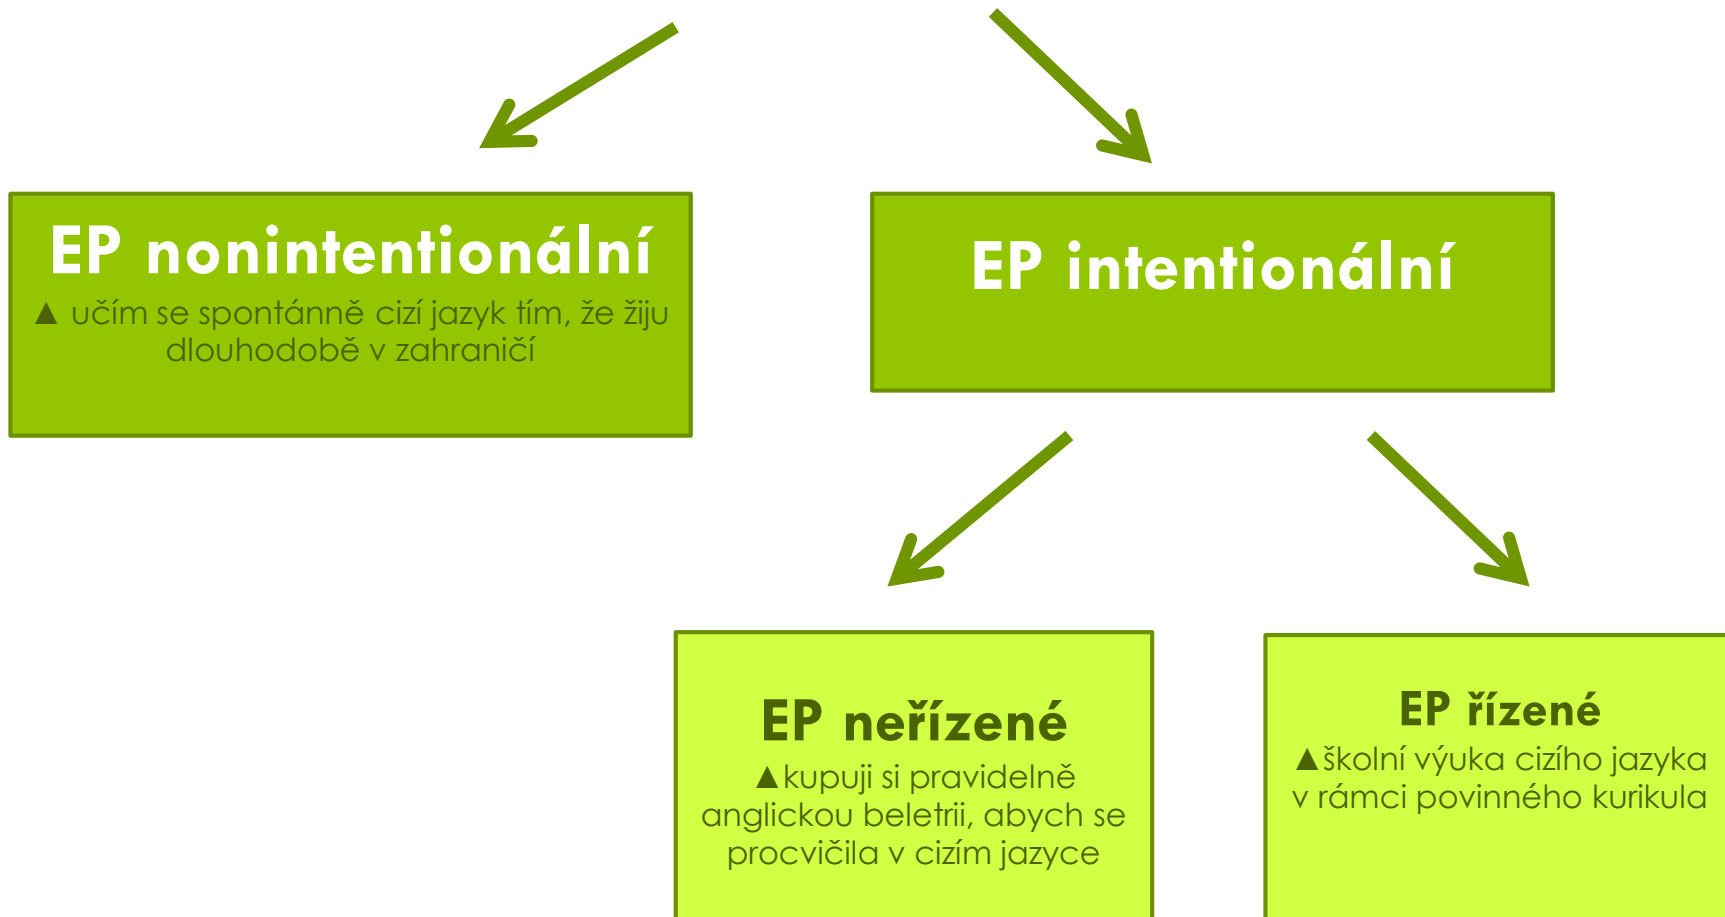 EP nonintentionální
▲ učím se spontánně cizí jazyk tím, že žiju
dlouhodobě v zahraničí
EP intentionální
EP neřízené
▲kupuji si pravidelně
anglickou beletrii, abych se
procvičila v cizím jazyce
EP řízené
▲školní výuka cizího jazyka
v rámci povinného kurikula